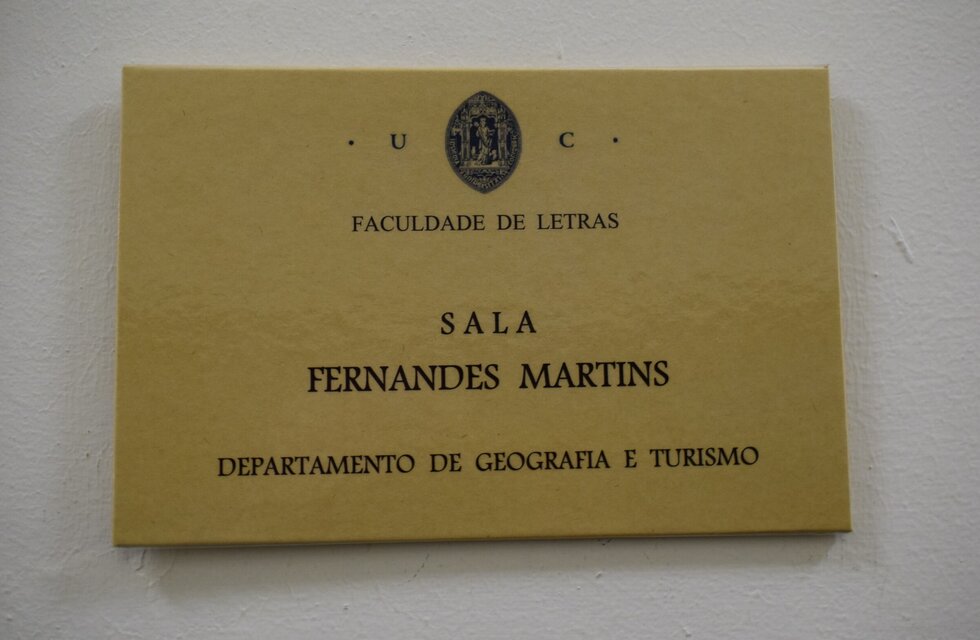 · U C ·
FACULDADE DE LETRAS
SALA
FERNANDES MARTINS
DEPARTAMENTO DE GEOGRAFIA E TURISMO